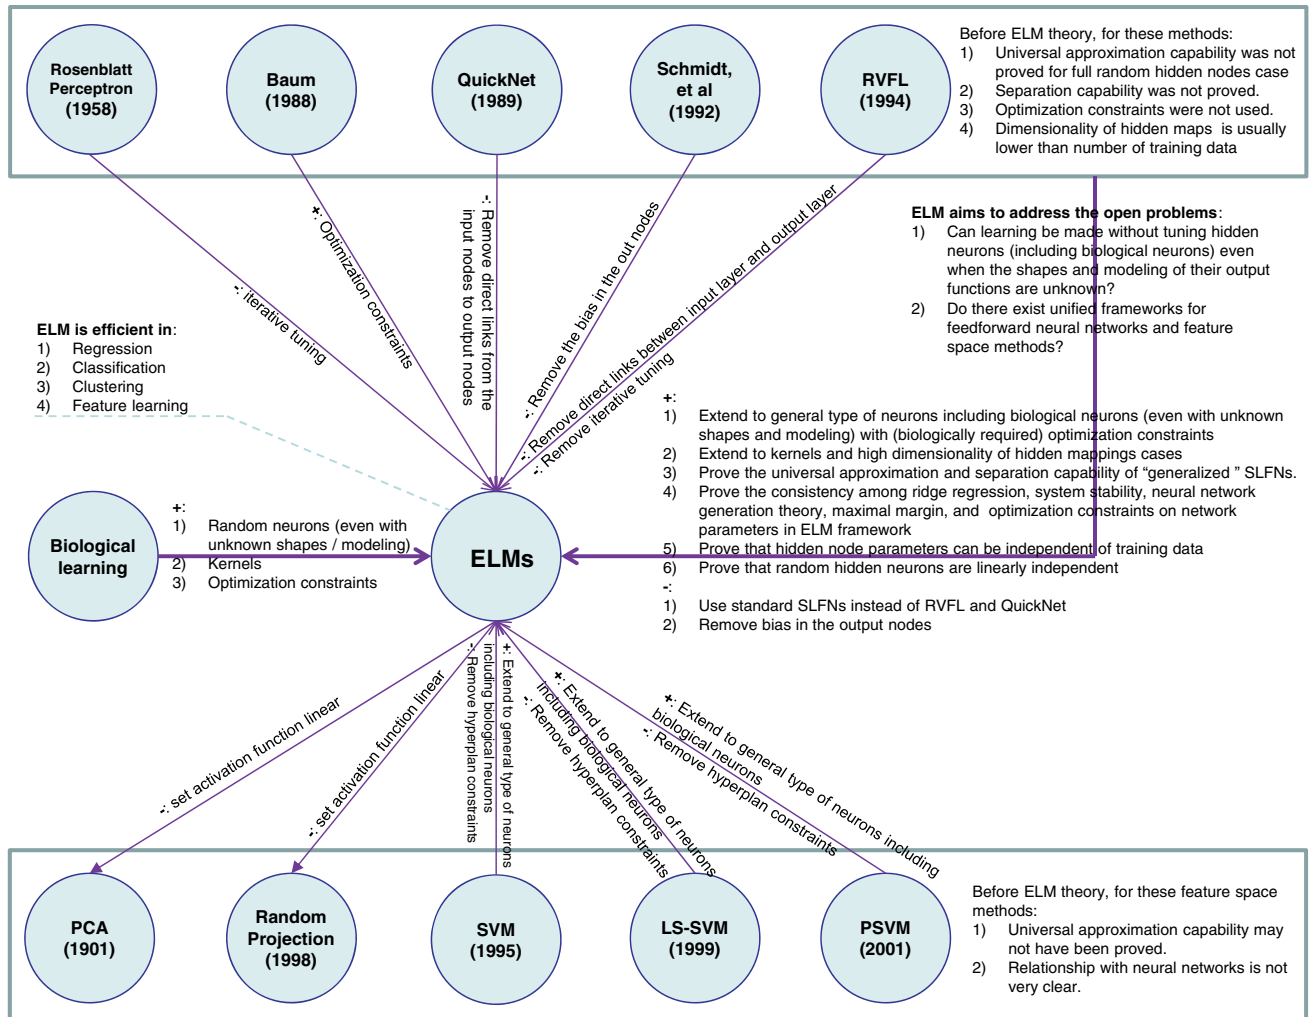 Rosenblatt
Perceptron
(1958)
Baum
(1988)
QuickNet
(1989)
Schmidt,
et al
(1992)
RVFL
(1994)
Before ELM theory, for these methods:
1) Universal approximation capability was not
proved for full random hidden nodes case
2) Separation capability was not proved.
3) Optimization constraints were not used.
4) Dimensionality of hidden maps is usually
lower than number of training data
-: iterative tuning
+: Optimization constraints
-: Remove direct links from the
input nodes to output nodes
-: Remove the bias in the out nodes
-: Remove direct links between input layer and output layer
-: Remove iterative tuning
ELM aims to address the open problems:
1) Can learning be made without tuning hidden
neurons (including biological neurons) even
when the shapes and modeling of their output
functions are unknown?
2) Do there exist unified frameworks for
feedforward neural networks and feature
space methods?
ELM is efficient in:
1) Regression
2) Classification
3) Clustering
4) Feature learning
+:
1) Extend to general type of neurons including biological neurons (even with unknown
shapes and modeling) with (biologically required) optimization constraints
2) Extend to kernels and high dimensionality of hidden mappings cases
3) Prove the universal approximation and separation capability of “generalized ” SLFNs.
4) Prove the consistency among ridge regression, system stability, neural network
generation theory, maximal margin, and optimization constraints on network
parameters in ELM framework
5) Prove that hidden node parameters can be independent of training data
6) Prove that random hidden neurons are linearly independent
-:
1) Use standard SLFNs instead of RVFL and QuickNet
2) Remove bias in the output nodes
Biological
learning
+:
1) Random neurons (even with
unknown shapes / modeling)
2) Kernels
3) Optimization constraints
ELMs
-: set activation function linear
-: set activation function linear
+: Extend to general type of neurons
including biological neurons
-: Remove hyperplan constraints
+: Extend to general type of neurons
including biological neurons
-: Remove hyperplan constraints
+: Extend to general type of neurons including
biological neurons
-: Remove hyperplan constraints
PCA
(1901)
Random
Projection
(1998)
SVM
(1995)
LS-SVM
(1999)
PSVM
(2001)
Before ELM theory, for these feature space
methods:
1) Universal approximation capability may
not have been proved.
2) Relationship with neural networks is not
very clear.